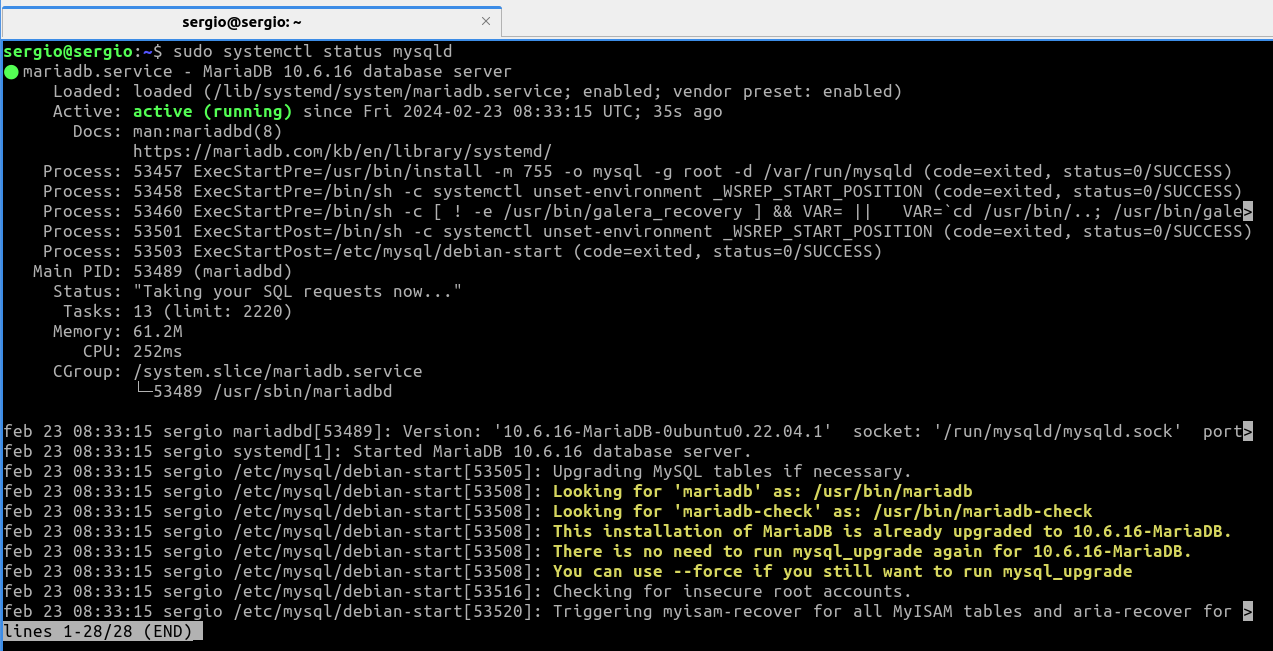 sergio@sergio: ~ ×
sergio@sergio:~$ sudo systemctl status mysqld
● mariadb.service - MariaDB 10.6.16 database server
     Loaded: loaded (/lib/systemd/system/mariadb.service; enabled; vendor preset: enabled)
     Active: active (running) since Fri 2024-02-23 08:33:15 UTC; 35s ago
       Docs: man:mariadbd(8)
             https://mariadb.com/kb/en/library/systemd/
    Process: 53457 ExecStartPre=/usr/bin/install -m 755 -o mysql -g root -d /var/run/mysqld (code=exited, status=0/SUCCESS)
    Process: 53458 ExecStartPre=/bin/sh -c systemctl unset-environment _WSREP_START_POSITION (code=exited, status=0/SUCCESS)
    Process: 53460 ExecStartPre=/bin/sh -c [ ! -e /usr/bin/galera_recovery ] && VAR= ||   VAR=`cd /usr/bin/..; /usr/bin/gale>
    Process: 53501 ExecStartPost=/bin/sh -c systemctl unset-environment _WSREP_START_POSITION (code=exited, status=0/SUCCESS)
    Process: 53503 ExecStartPost=/etc/mysql/debian-start (code=exited, status=0/SUCCESS)
   Main PID: 53489 (mariadbd)
     Status: "Taking your SQL requests now..."
      Tasks: 13 (limit: 2220)
     Memory: 61.2M
        CPU: 252ms
     CGroup: /system.slice/mariadb.service
             └─53489 /usr/sbin/mariadbd
feb 23 08:33:15 sergio mariadbd[53489]: Version: '10.6.16-MariaDB-0ubuntu0.22.04.1'  socket: '/run/mysqld/mysqld.sock'  port>
feb 23 08:33:15 sergio systemd[1]: Started MariaDB 10.6.16 database server.
feb 23 08:33:15 sergio /etc/mysql/debian-start[53505]: Upgrading MySQL tables if necessary.
feb 23 08:33:15 sergio /etc/mysql/debian-start[53508]: Looking for 'mariadb' as: /usr/bin/mariadb
feb 23 08:33:15 sergio /etc/mysql/debian-start[53508]: Looking for 'mariadb-check' as: /usr/bin/mariadb-check
feb 23 08:33:15 sergio /etc/mysql/debian-start[53508]: This installation of MariaDB is already upgraded to 10.6.16-MariaDB.
feb 23 08:33:15 sergio /etc/mysql/debian-start[53508]: There is no need to run mysql_upgrade again for 10.6.16-MariaDB.
feb 23 08:33:15 sergio /etc/mysql/debian-start[53508]: You can use --force if you still want to run mysql_upgrade
feb 23 08:33:15 sergio /etc/mysql/debian-start[53516]: Checking for insecure root accounts.
feb 23 08:33:15 sergio /etc/mysql/debian-start[53520]: Triggering myisam-recover for all MyISAM tables and aria-recover for >
lines 1-28/28 (END)